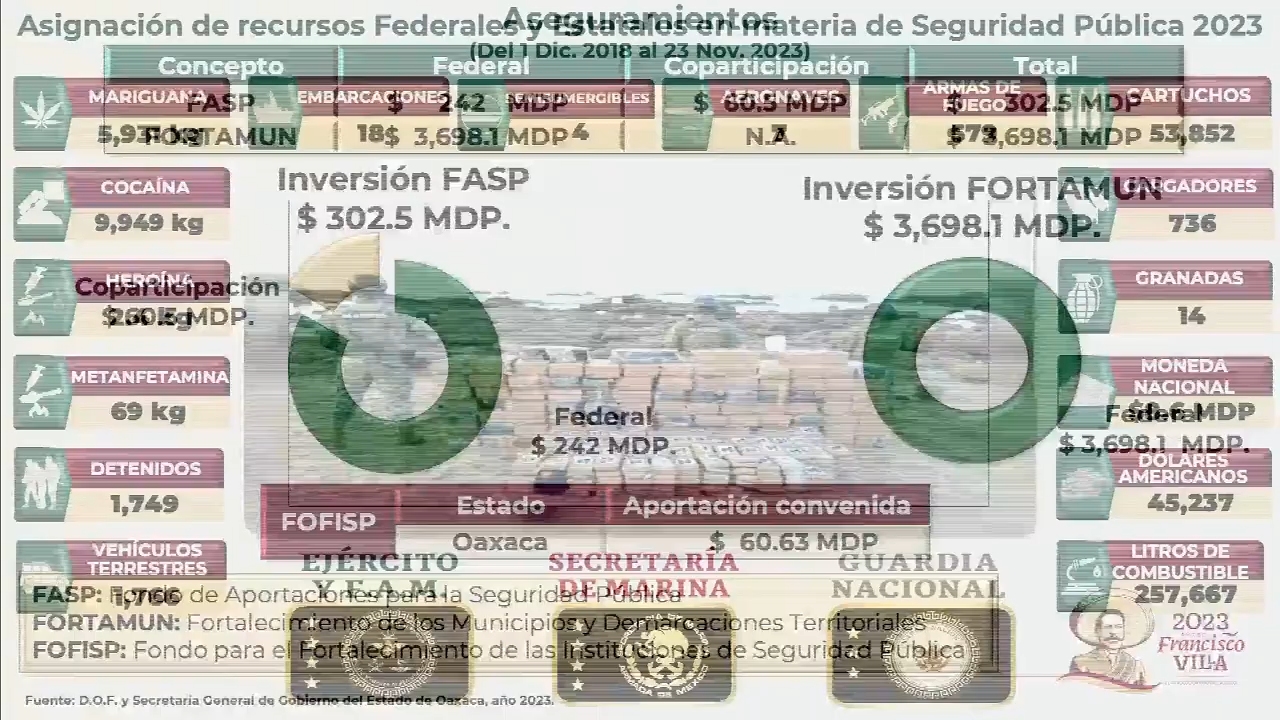 Asignación de recursos Federales y Estatales en materia de Seguridad Pública 2023
Aseguramientos
(Del 1 Dic. 2018 al 23 Nov. 2023)
Concepto Federal Coparticipación Total
FASP $ 242 MDP $ 60.5 MDP $ 302.5 MDP
FORTAMUN $ 3,698.1 MDP N.A. $ 3,698.1 MDP
MARIGUANA
EMBARCACIONES
18
4
AERONAVES
7
ARMAS DE
FUEGO
573
CARTUCHOS
53,852
Inversión FASP
$ 302.5 MDP.
Coparticipación
$ 60.5 MDP.
Federal
$ 242 MDP.
Inversión FORTAMUN
$ 3,698.1 MDP.
Federal
$ 3,698.1 MDP.
COCAÍNA
9,949 kg
HEROÍNA
METANFETAMINA
69 kg
DETENIDOS
1,749
VEHÍCULOS
TERRESTRES
CARGADORES
736
GRANADAS
14
MONEDA
NACIONAL
MDP
DÓLARES
AMERICANOS
45,237
LITROS DE
COMBUSTIBLE
257,667
FOFISP Estado Aportación convenida
Oaxaca $ 60.63 MDP
EJÉRCITO
Y F.A.M.
SECRETARÍA
DE MARINA
GUARDIA
NACIONAL
FASP: Fondo de Aportaciones para la Seguridad Pública
FORTAMUN: Fortalecimiento de los Municipios y Demarcaciones Territoriales
FOFISP: Fondo para el Fortalecimiento de las Instituciones de Seguridad Pública
2023
Francisco
VILLA
Fuente: D.O.F. y Secretaría General de Gobierno del Estado de Oaxaca, año 2023.